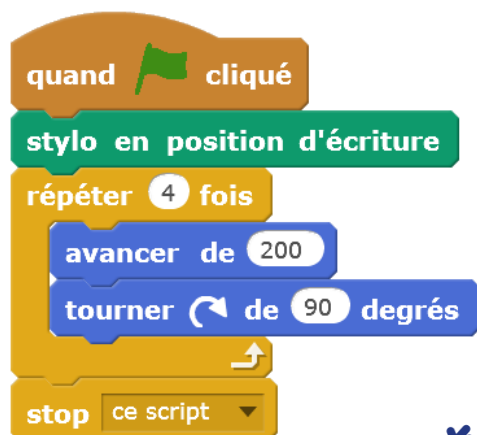 quand cliqué
stylo en position d'écriture
répéter 4 fois
avancer de 200
tourner de 90 degrés
stop ce script